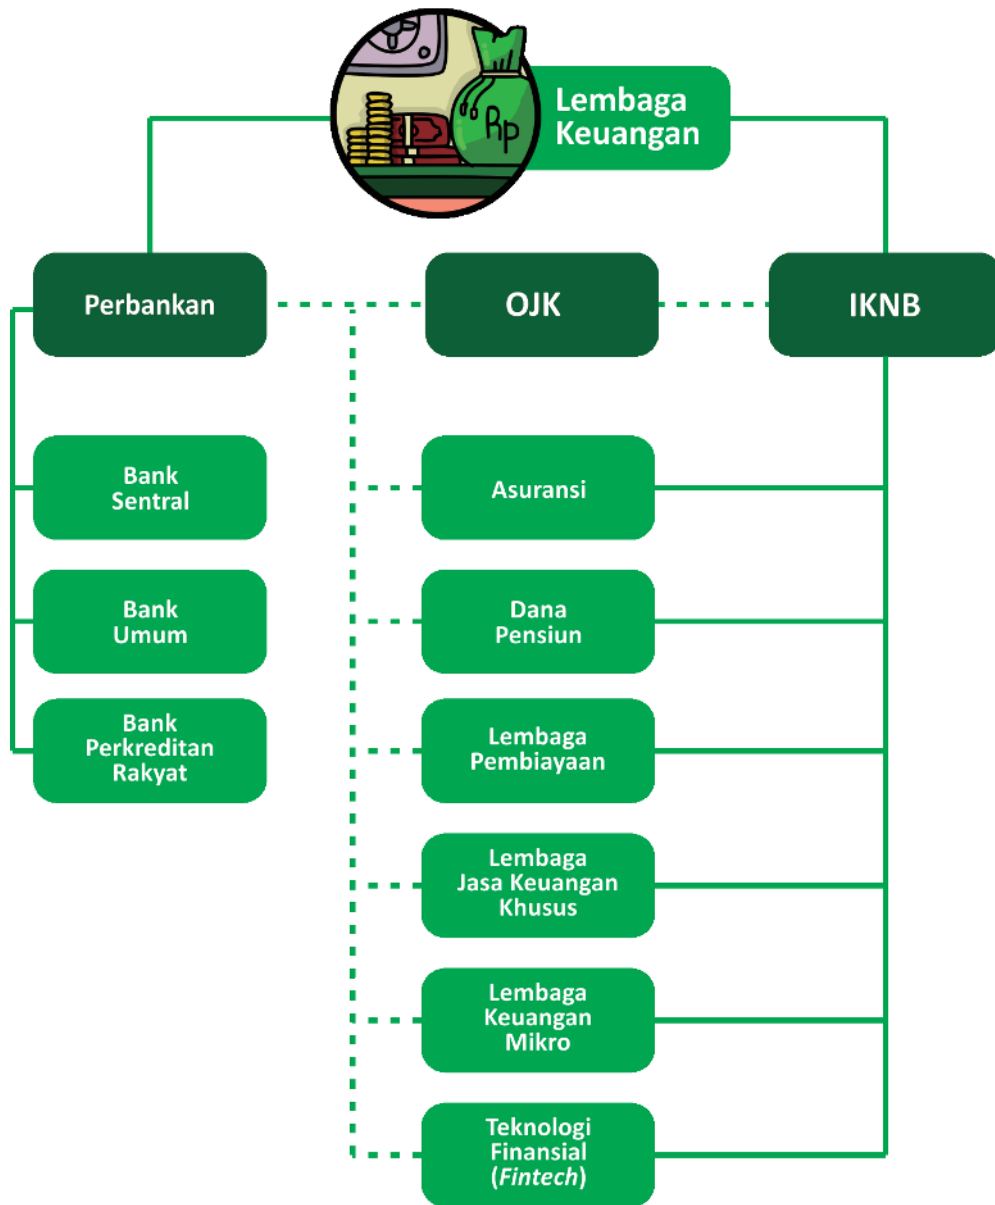 Rp
Lembaga
Keuangan
Perbankan
OJK
IKNB
Bank
Sentral
Bank
Umum
Bank
Perkreditan
Rakyat
Asuransi
Dana
Pensiun
Lembaga
Pembiayaan
Lembaga
Jasa Keuangan
Khusus
Lembaga
Keuangan
Mikro
Teknologi
Finansial
(Fintech)